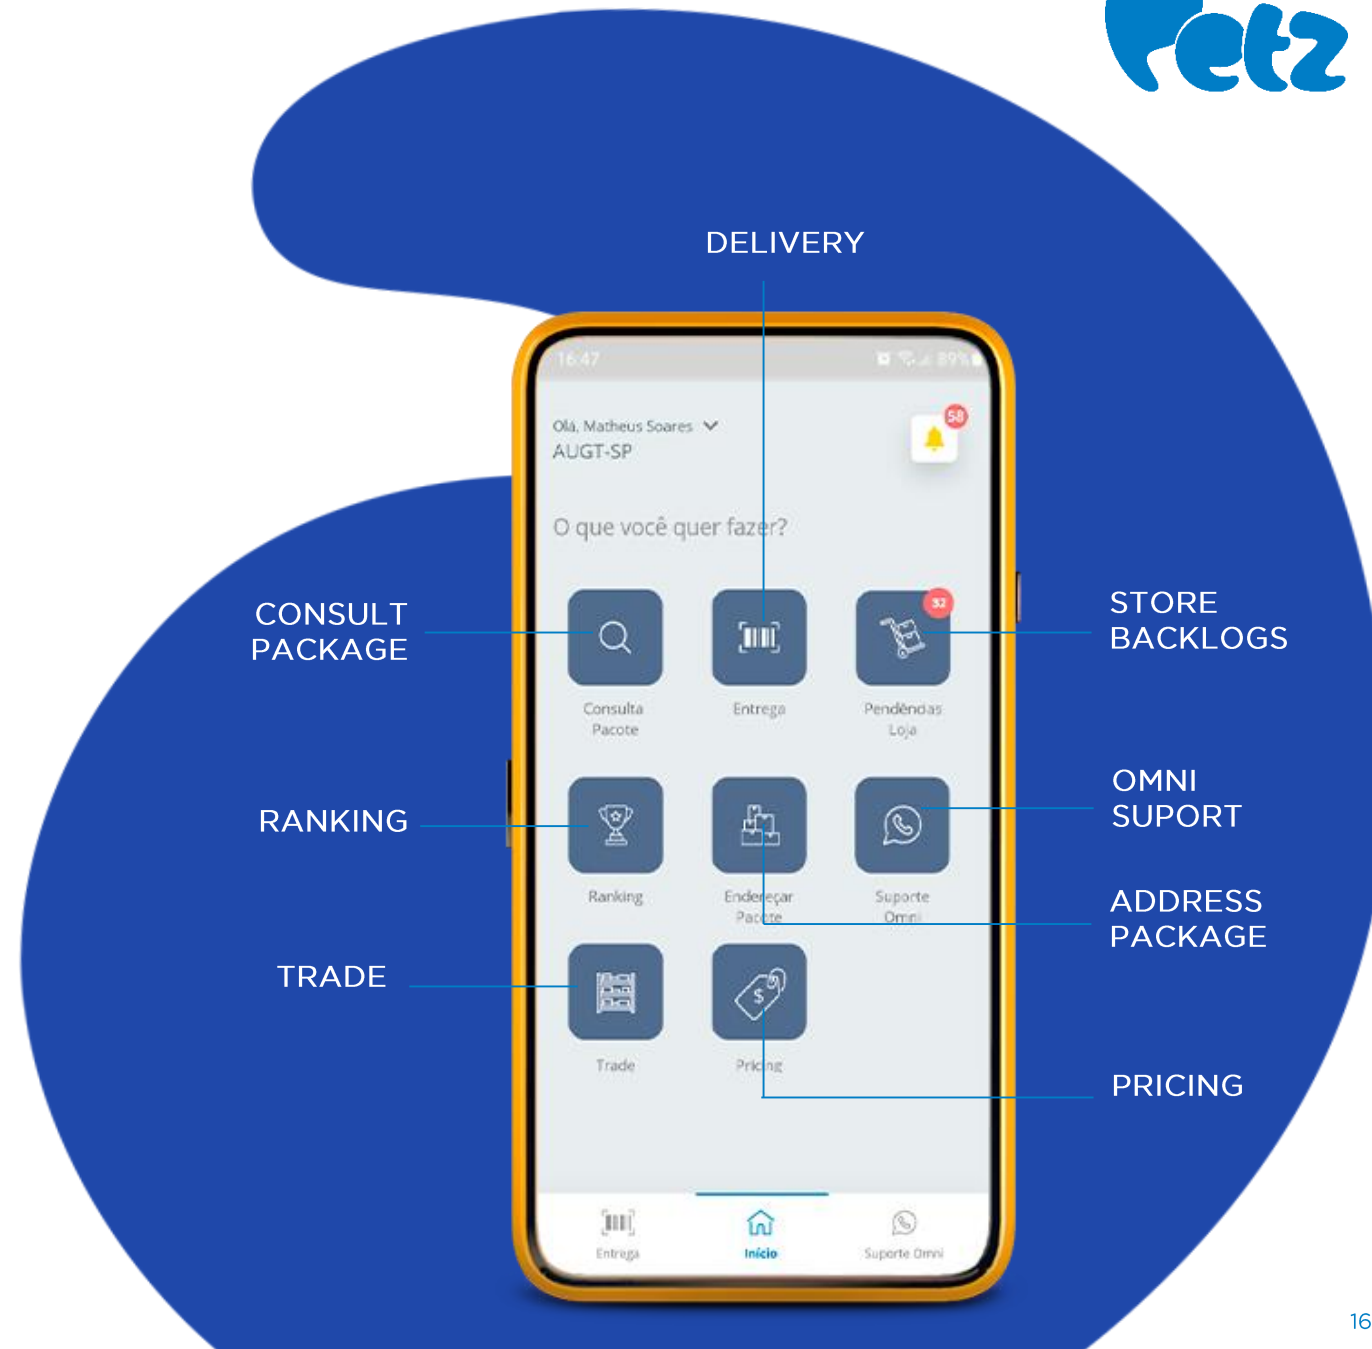 Petz
DELIVERY
16:47
89%
Olá, Matheus Soares
AUGT-SP
58
O que você quer fazer?
CONSULT
PACKAGE
STORE
BACKLOGS
32
Consulta
Pacote
Entrega
Pendências
Loja
RANKING
OMNI
SUPORT
Ranking
Endereçar
Pacote
Suporte
Omni
ADDRESS
PACKAGE
TRADE
$
Trade
Pricing
PRICING
Entrega
Início
Suporte Omni
16